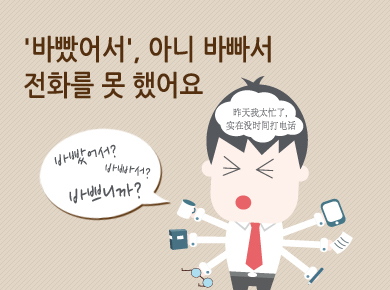 '바빴어서', 아니 바빠서
전화를 못 했어요
昨天我太忙了,
实在没时间打电话
바빴어서?
바빠서?
바쁘니까?